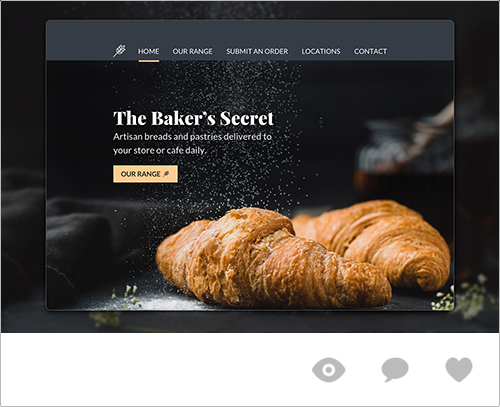 HOME OUR RANGE SUBMIT AN ORDER LOCATIONS CONTACT
The Baker’s Secret
Artisan breads and pastries delivered to
your store or cafe daily.
OUR RANGE